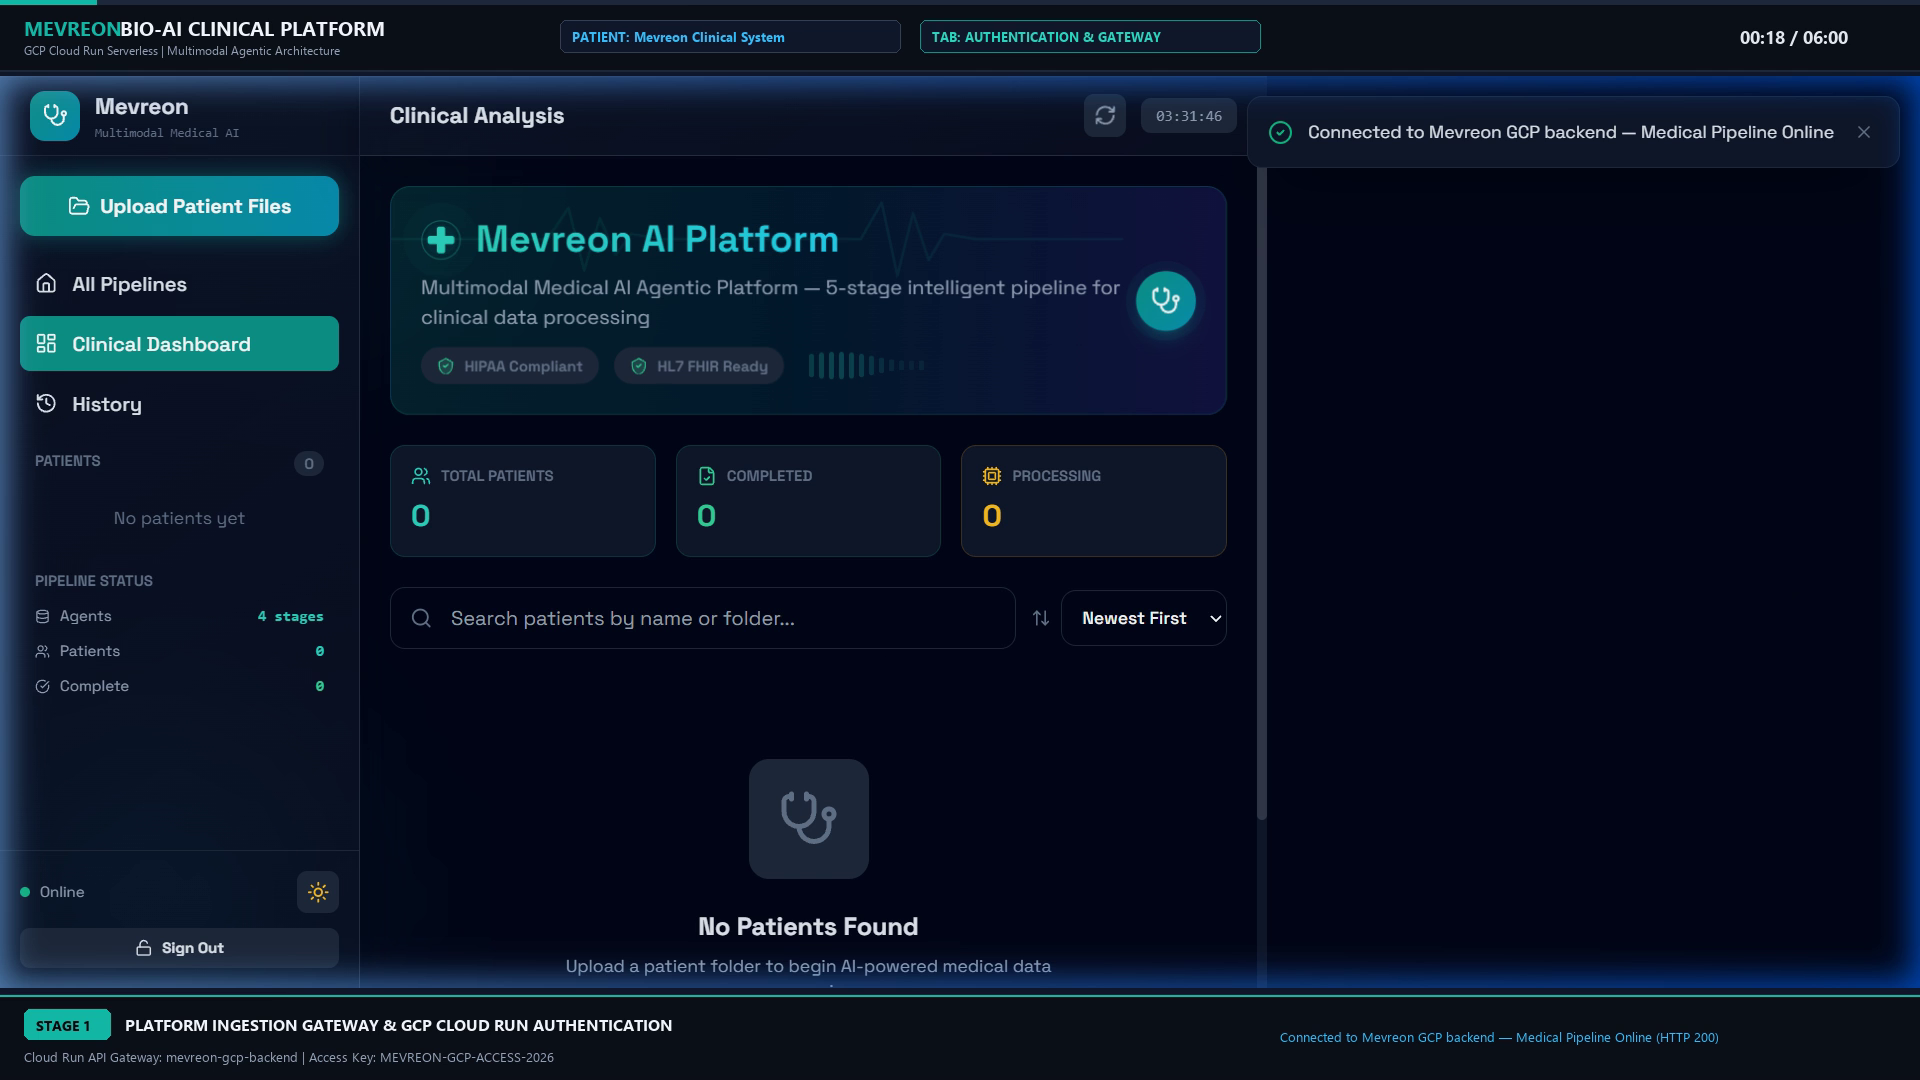 MEVREONBIO-AI CLINICAL PLATFORM
GCP Cloud Run Serverless | Multimodal Agentic Architecture
PATIENT: Mevreon Clinical System
TAB: AUTHENTICATION & GATEWAY
00:18 / 06:00
Mevreon
Multimodal Medical AI
Upload Patient Files
All Pipelines
Clinical Dashboard
History
PATIENTS 0
No patients yet
PIPELINE STATUS
Agents 4 stages
Patients 0
Complete 0
Online
Sign Out
Clinical Analysis
03:31:46
Connected to Mevreon GCP backend — Medical Pipeline Online
Mevreon AI Platform
Multimodal Medical AI Agentic Platform — 5-stage intelligent pipeline for
clinical data processing
HIPAA Compliant
HL7 FHIR Ready
TOTAL PATIENTS
0
COMPLETED
0
PROCESSING
0
Search patients by name or folder...
Newest First
No Patients Found
Upload a patient folder to begin AI-powered medical data
STAGE 1
PLATFORM INGESTION GATEWAY & GCP CLOUD RUN AUTHENTICATION
Cloud Run API Gateway: mevreon-gcp-backend | Access Key: MEVREON-GCP-ACCESS-2026
Connected to Mevreon GCP backend — Medical Pipeline Online (HTTP 200)